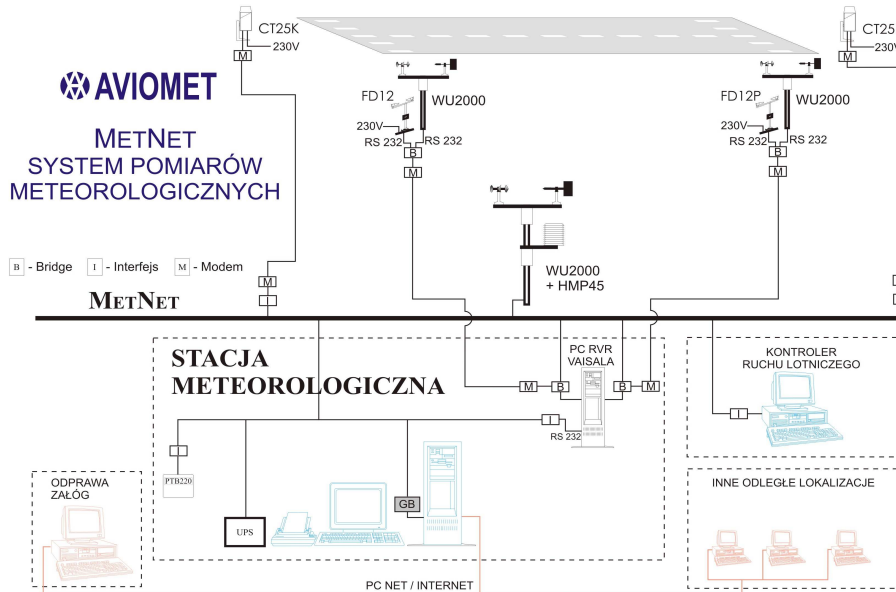 CT25K
230V
M
CT25
230V
M
AVIOMET
METNET
SYSTEM POMIARÓW
METEOROLOGICZNYCH
FD12
WU2000
230V
RS 232
RS 232
B
M
FD12P
WU2000
230V
RS 232
RS 232
B
M
WU2000
+ HMP45
B - Bridge I - Interfejs M - Modem
M
I
METNET
STACJA
METEOROLOGICZNA
PC RVR
VAISALA
M B B M
I
RS 232
KONTROLER
RUCHU LOTNICZEGO
I
I
PTB220
UPS
GB
ODPRAWA
ZAŁÓG
INNE ODLEGŁE LOKALIZACJE
PC NET / INTERNET